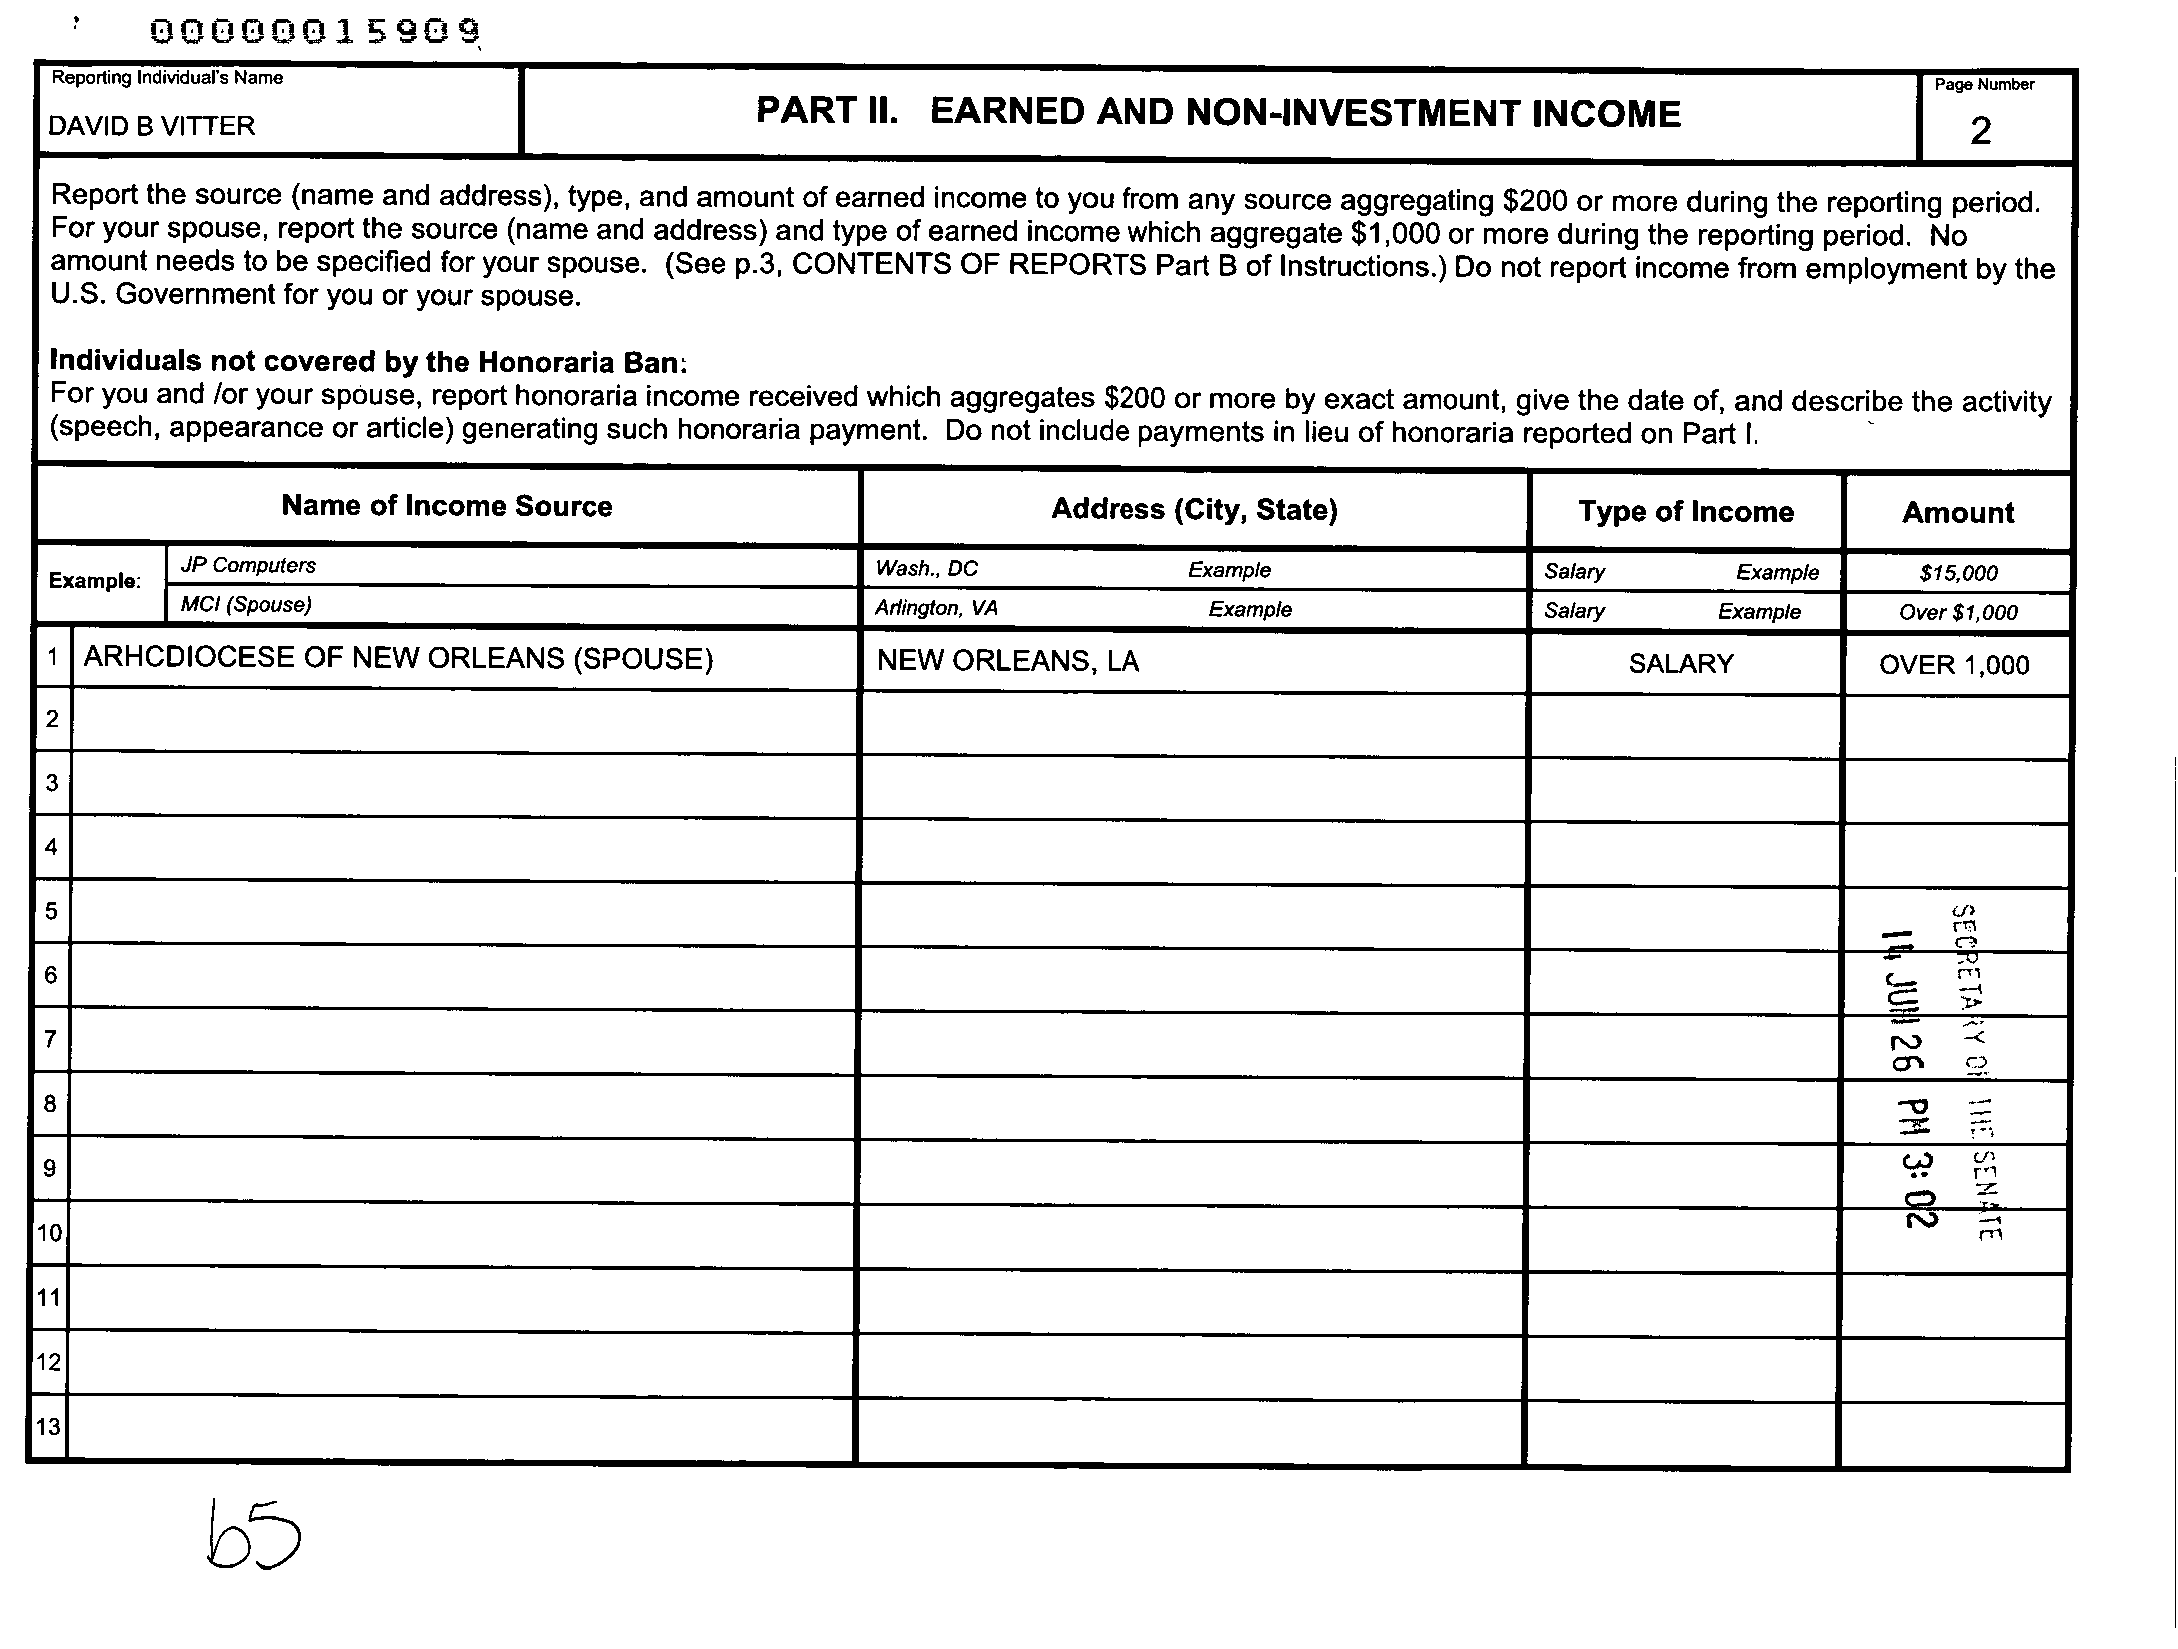 00000015909
Reporting Individual's Name
DAVID B VITTER
PART II. EARNED AND NON-INVESTMENT INCOME
Page Number
2
Report the source (name and address), type, and amount of earned income to you from any source aggregating $200 or more during the reporting period.
For your spouse, report the source (name and address) and type of earned income which aggregate $1,000 or more during the reporting period. No
amount needs to be specified for your spouse. (See p.3, CONTENTS OF REPORTS Part B of Instructions.) Do not report income from employment by the
U.S. Government for you or your spouse.
Individuals not covered by the Honoraria Ban:
For you and /or your spouse, report honoraria income received which aggregates $200 or more by exact amount, give the date of, and describe the activity
(speech, appearance or article) generating such honoraria payment. Do not include payments in lieu of honoraria reported on Part I.
Name of Income Source Address (City, State) Type of Income Amount
Example: JP Computers Wash., DC Example Salary Example $15,000
MCI (Spouse) Arlington, VA Example Salary Example Over $1,000
1 ARHCDIOCESE OF NEW ORLEANS (SPOUSE) NEW ORLEANS, LA SALARY OVER 1,000
2
3
4
5
6
7
8
9
10
11
12
13
SECRETARY OF THE SENATE
14 JUN 26 PM 3:02
b5